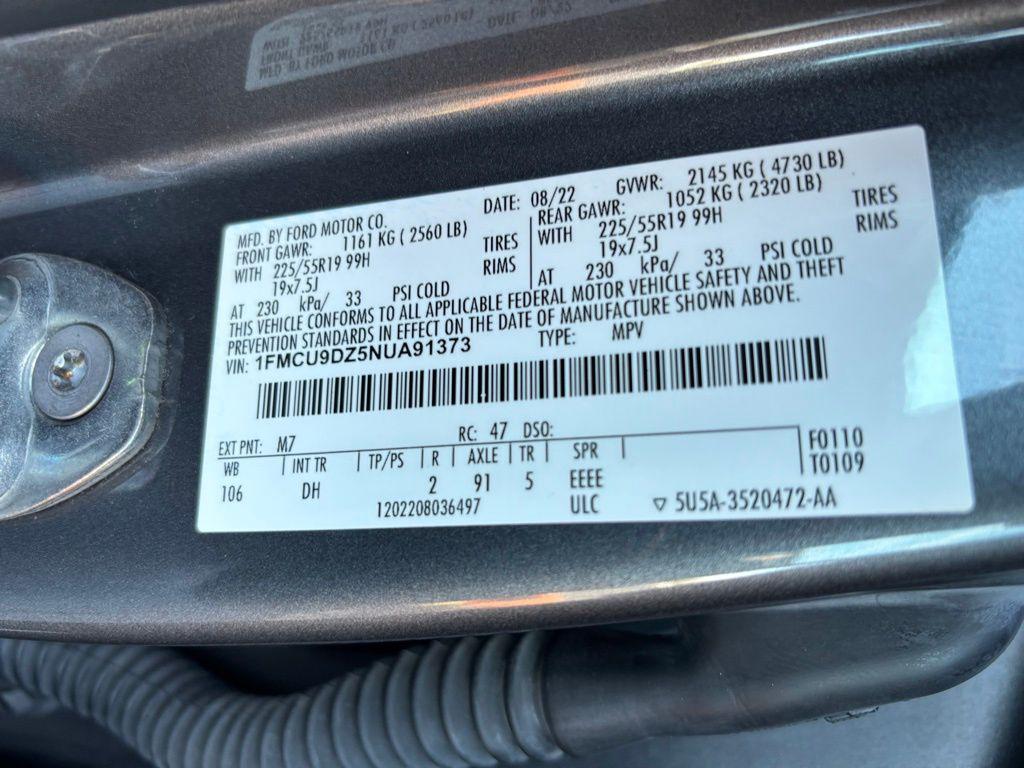 MFD. BY FORD MOTOR CO.
DATE: 08/22 GVWR: 2145 KG ( 4730 LB)
FRONT GAWR: 1161 KG ( 2560 LB)
REAR GAWR: 1052 KG ( 2320 LB)
WITH 225/55R19 99H TIRES
WITH 225/55R19 99H TIRES
19x7.5J RIMS
19x7.5J RIMS
AT 230 kPa/ 33 PSI COLD
AT 230 kPa/ 33 PSI COLD
THIS VEHICLE CONFORMS TO ALL APPLICABLE FEDERAL MOTOR VEHICLE SAFETY AND THEFT
PREVENTION STANDARDS IN EFFECT ON THE DATE OF MANUFACTURE SHOWN ABOVE.
VIN: 1FMCU9DZ5NUA91373 TYPE: MPV
EXT PNT: M7 RC: 47 DSO:
WB INT TR TP/PS R AXLE TR SPR F0110
106 DH 2 91 5 EEEE T0109
1202208036497 ULC ▽ 5U5A-3520472-AA